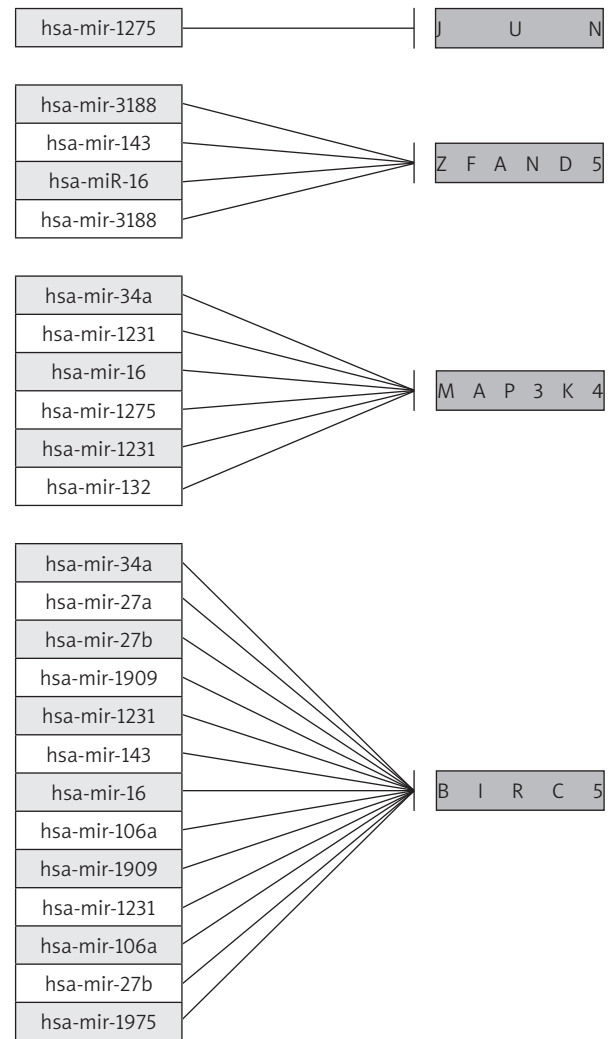 hsa-mir-1275
J U N
hsa-mir-3188
hsa-mir-143
hsa-miR-16
hsa-mir-3188
Z F A N D 5
hsa-mir-34a
hsa-mir-1231
hsa-mir-16
hsa-mir-1275
hsa-mir-1231
hsa-mir-132
M A P 3 K 4
hsa-mir-34a
hsa-mir-27a
hsa-mir-27b
hsa-mir-1909
hsa-mir-1231
hsa-mir-143
hsa-mir-16
hsa-mir-106a
hsa-mir-1909
hsa-mir-1231
hsa-mir-106a
hsa-mir-27b
hsa-mir-1975
B I R C 5